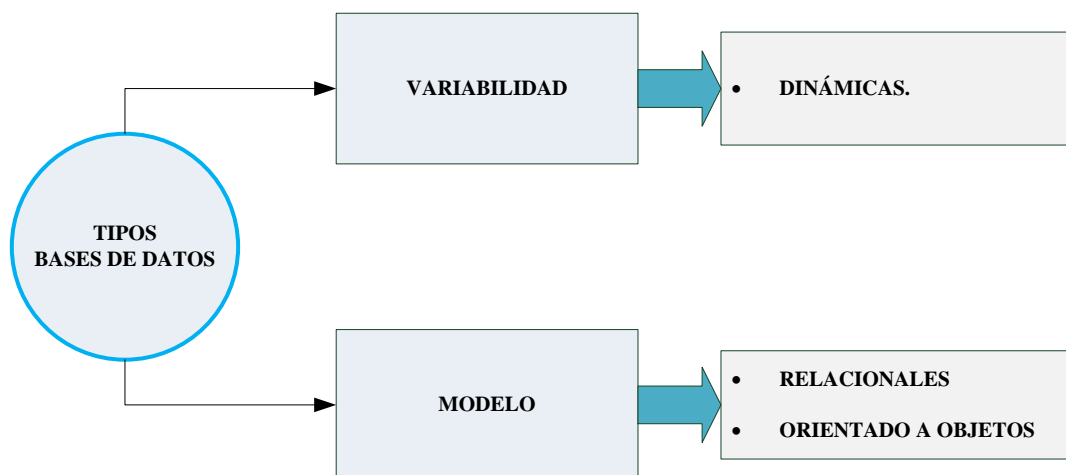 VARIABILIDAD
• DINÁMICAS.
TIPOS
BASES DE DATOS
MODELO
• RELACIONALES
• ORIENTADO A OBJETOS